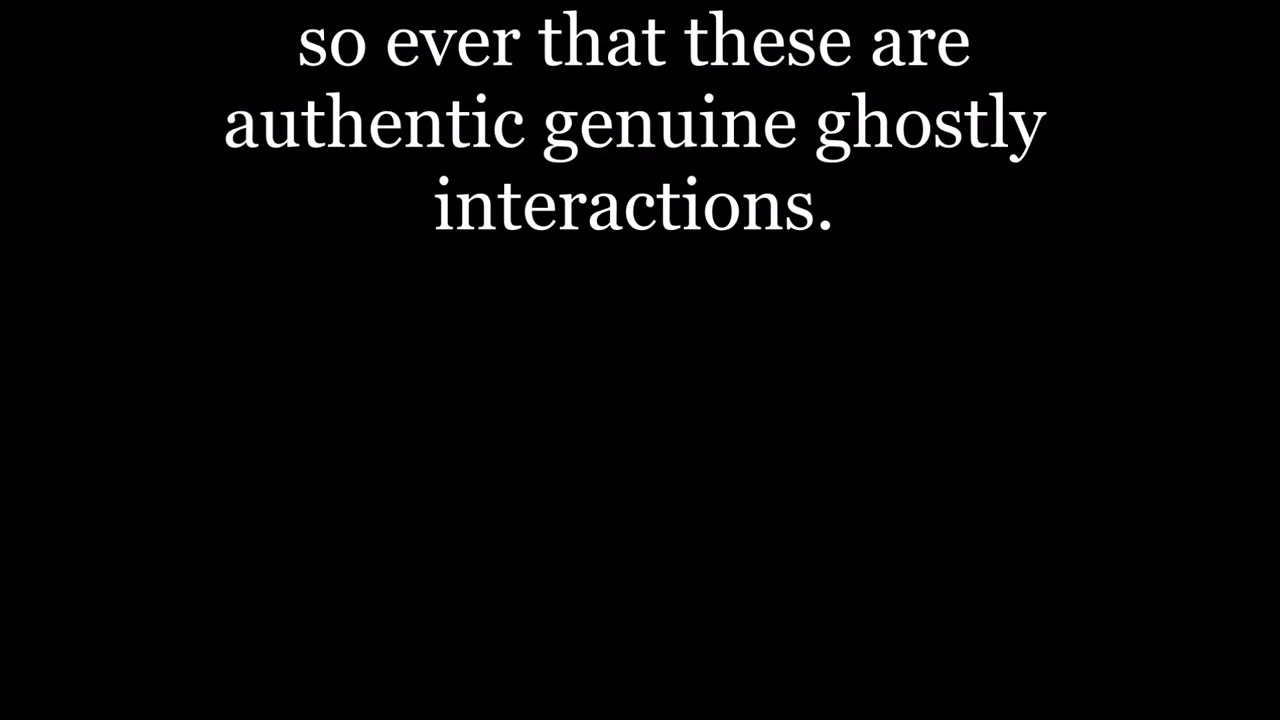 so ever that these are
authentic genuine ghostly
interactions.